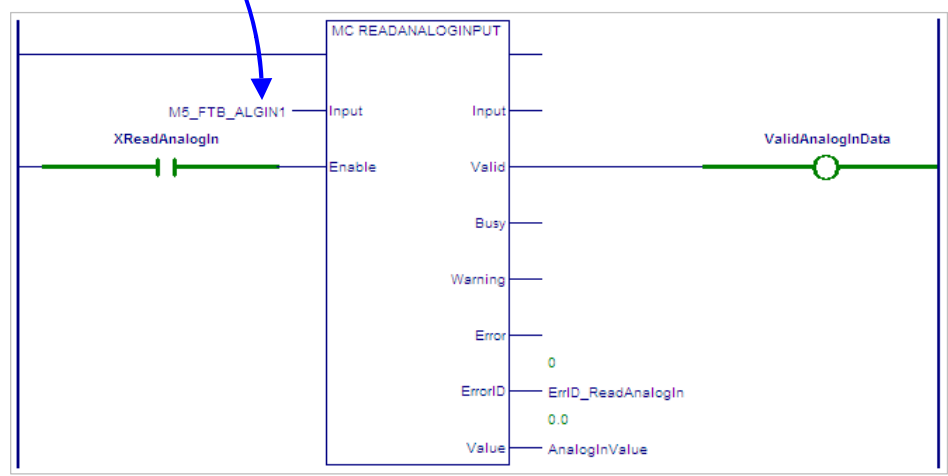 MC READANALOGINPUT
M5_FTB_ALGIN1 Input Input
XReadAnalogIn ValidAnalogInData
Enable Valid
Busy
Warning
Error
0
ErrorID ErrID_ReadAnalogIn
0.0
Value AnalogInValue